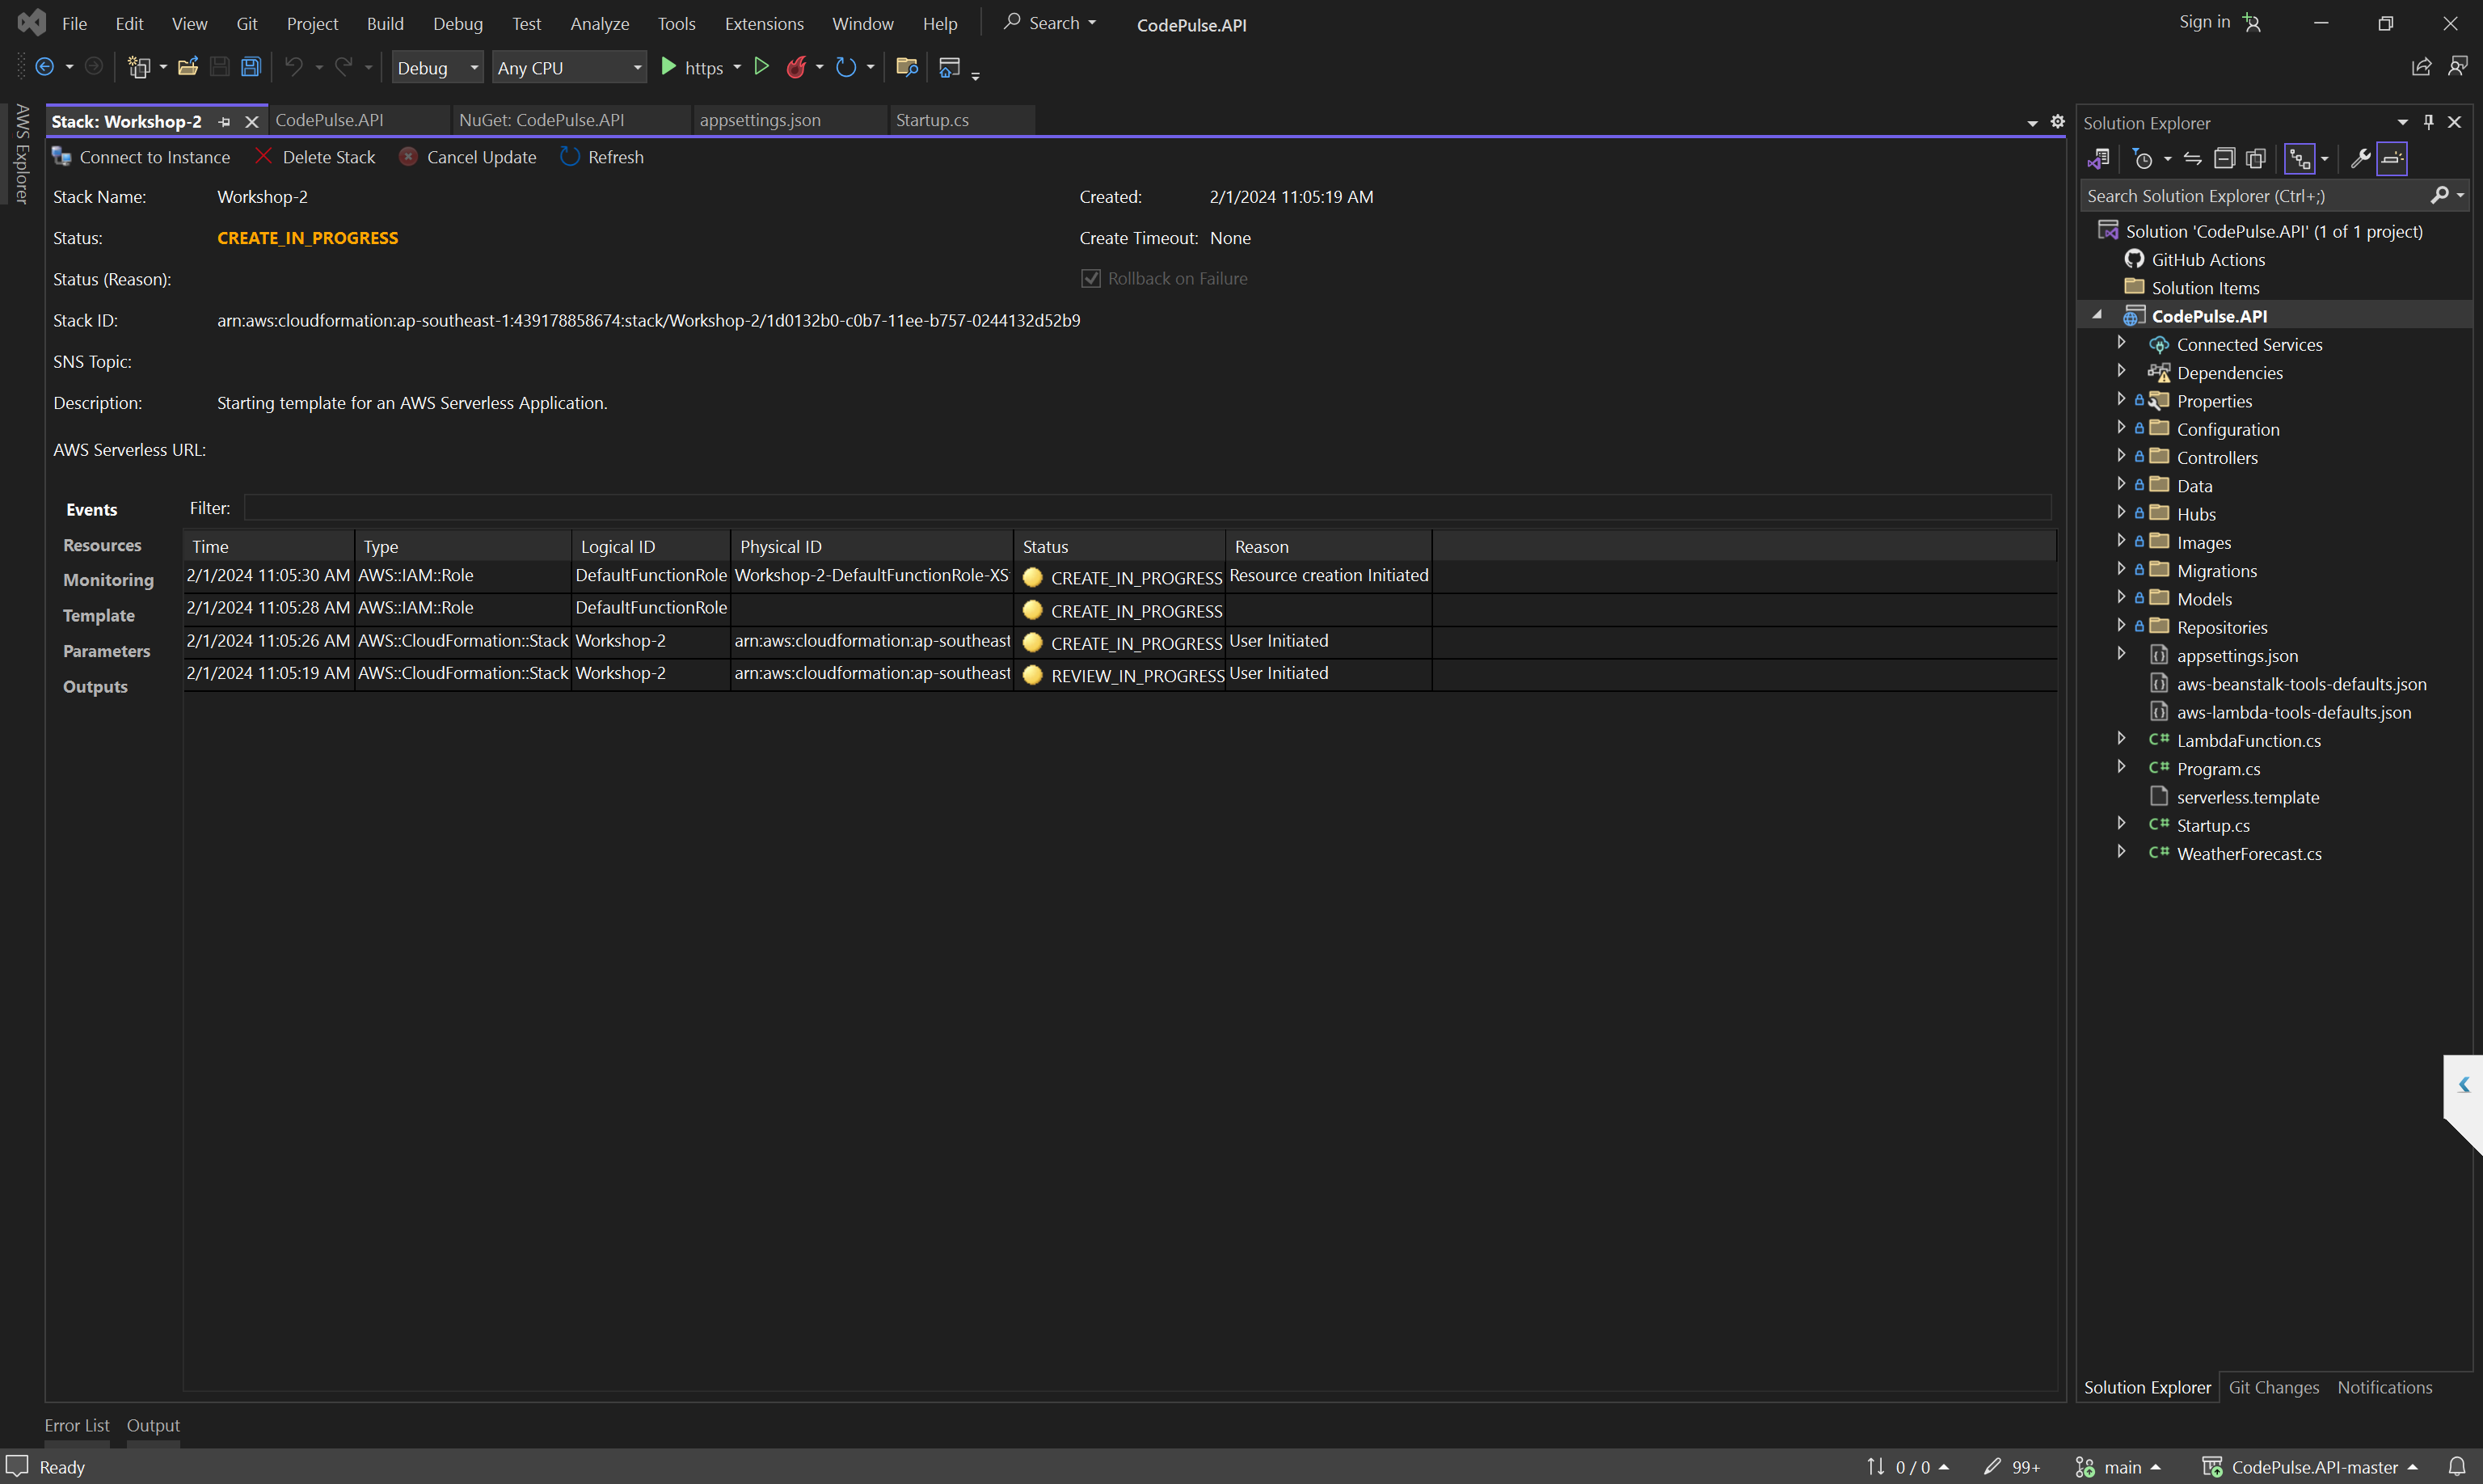 File Edit View Git Project Build Debug Test Analyze Tools Extensions Window Help Search CodePulse.API Sign in
Debug Any CPU https
AWS Explorer
Stack: Workshop-2 CodePulse.API NuGet: CodePulse.API appsettings.json Startup.cs
Connect to Instance Delete Stack Cancel Update Refresh
Stack Name: Workshop-2 Created: 2/1/2024 11:05:19 AM
Status: CREATE_IN_PROGRESS Create Timeout: None
Status (Reason): Rollback on Failure
Stack ID: arn:aws:cloudformation:ap-southeast-1:439178858674:stack/Workshop-2/1d0132b0-c0b7-11ee-b757-0244132d52b9
SNS Topic:
Description: Starting template for an AWS Serverless Application.
AWS Serverless URL:
Events
Resources
Monitoring
Template
Parameters
Outputs
Filter:
Time Type Logical ID Physical ID Status Reason
2/1/2024 11:05:30 AM AWS::IAM::Role DefaultFunctionRole Workshop-2-DefaultFunctionRole-XS CREATE_IN_PROGRESS Resource creation Initiated
2/1/2024 11:05:28 AM AWS::IAM::Role DefaultFunctionRole CREATE_IN_PROGRESS
2/1/2024 11:05:26 AM AWS::CloudFormation::Stack Workshop-2 arn:aws:cloudformation:ap-southeast CREATE_IN_PROGRESS User Initiated
2/1/2024 11:05:19 AM AWS::CloudFormation::Stack Workshop-2 arn:aws:cloudformation:ap-southeast REVIEW_IN_PROGRESS User Initiated
Solution Explorer
Search Solution Explorer (Ctrl+;)
Solution 'CodePulse.API' (1 of 1 project)
GitHub Actions
Solution Items
CodePulse.API
Connected Services
Dependencies
Properties
Configuration
Controllers
Data
Hubs
Images
Migrations
Models
Repositories
appsettings.json
aws-beanstalk-tools-defaults.json
aws-lambda-tools-defaults.json
C# LambdaFunction.cs
C# Program.cs
serverless.template
C# Startup.cs
C# WeatherForecast.cs
Solution Explorer Git Changes Notifications
Error List Output
Ready 0 / 0 99+ main CodePulse.API-master